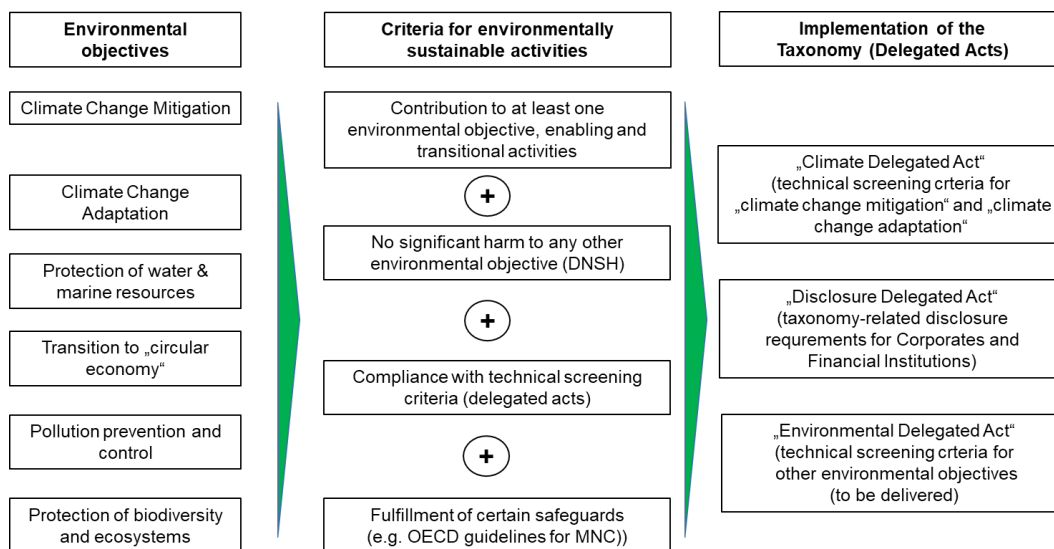 Environmental
objectives
Climate Change Mitigation
Climate Change
Adaptation
Protection of water &
marine resources
Transition to „circular
economy“
Pollution prevention and
control
Protection of biodiversity
and ecosystems
Criteria for environmentally
sustainable activities
Contribution to at least one
environmental objective, enabling and
transitional activities
+
No significant harm to any other
environmental objective (DNSH)
+
Compliance with technical screening
criteria (delegated acts)
+
Fulfillment of certain safeguards
(e.g. OECD guidelines for MNC))
Implementation of the
Taxonomy (Delegated Acts)
„Climate Delegated Act“
(technical screening crteria for
„climate change mitigation“ and „climate
change adaptation“
„Disclosure Delegated Act“
(taxonomy-related disclosure
requrements for Corporates and
Financial Institutions)
„Environmental Delegated Act“
(technical screening crteria for
other environmental objectives
(to be delivered)